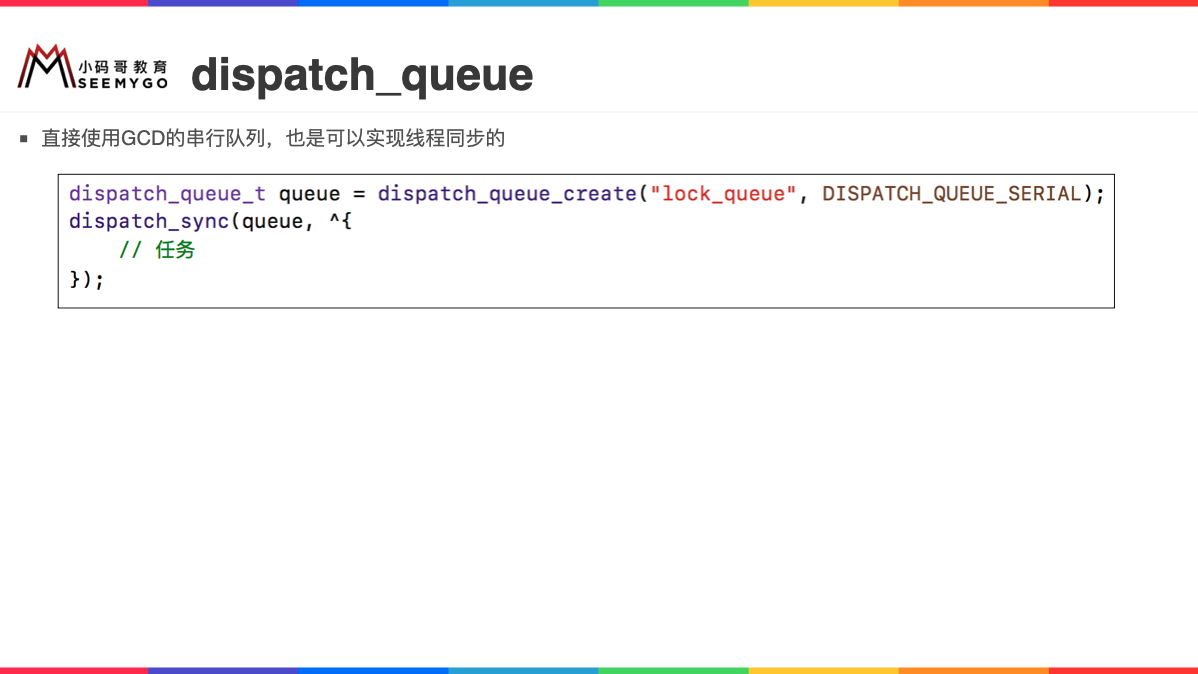 小码哥教育
SEEMYGO
dispatch_queue
直接使用GCD的串行队列，也是可以实现线程同步的
dispatch_queue_t queue = dispatch_queue_create("lock_queue", DISPATCH_QUEUE_SERIAL);
dispatch_sync(queue, ^{
    // 任务
});